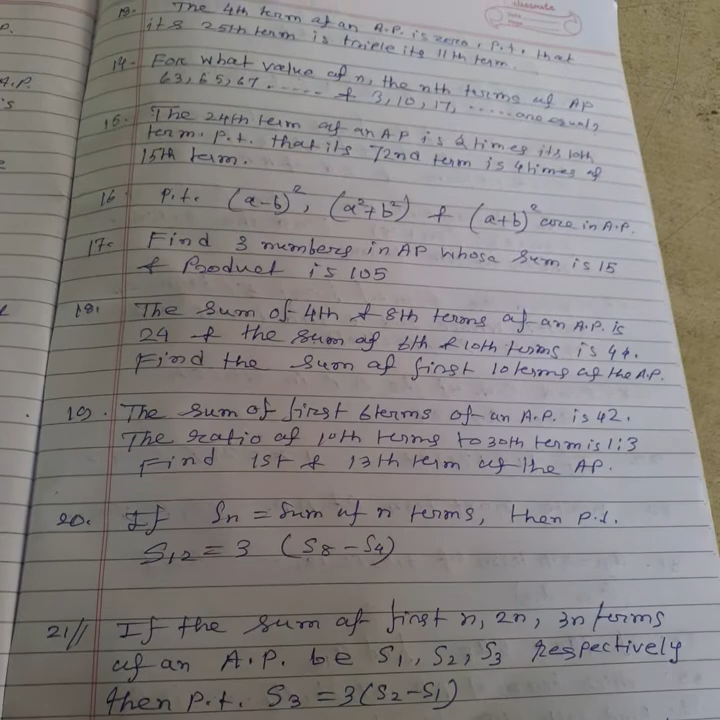 13. The 4th term of an A.P. is zero, P.t. that
its 25th term is triple its 11th term.
14. For what value of n, the nth terms of AP
63, 65, 67 ..... & 3, 10, 17, ..... are equal?
15. The 24th term of an AP is 2 times its 10th
term. p.t. that its 72nd term is 4 times of
15th term.
16. P.t. (a-b)², (a²+b²) & (a+b)² are in A.P.
17. Find 3 numbers in AP whose sum is 15
& Product is 105
18. The sum of 4th & 8th terms of an A.P. is
24 & the sum of 6th & 10th terms is 44.
Find the sum of first 10 terms of the A.P.
19. The sum of first 6 terms of an A.P. is 42.
The ratio of 10th terms to 30th term is 1:3
Find 1st & 13th term of the AP.
20. If Sn = Sum of n terms, then p.t.
S12 = 3 (S8 - S4)
21// If the sum of first n, 2n, 3n terms
of an A.P. be S1, S2, S3 respectively
then p.t. S3 = 3(S2-S1)